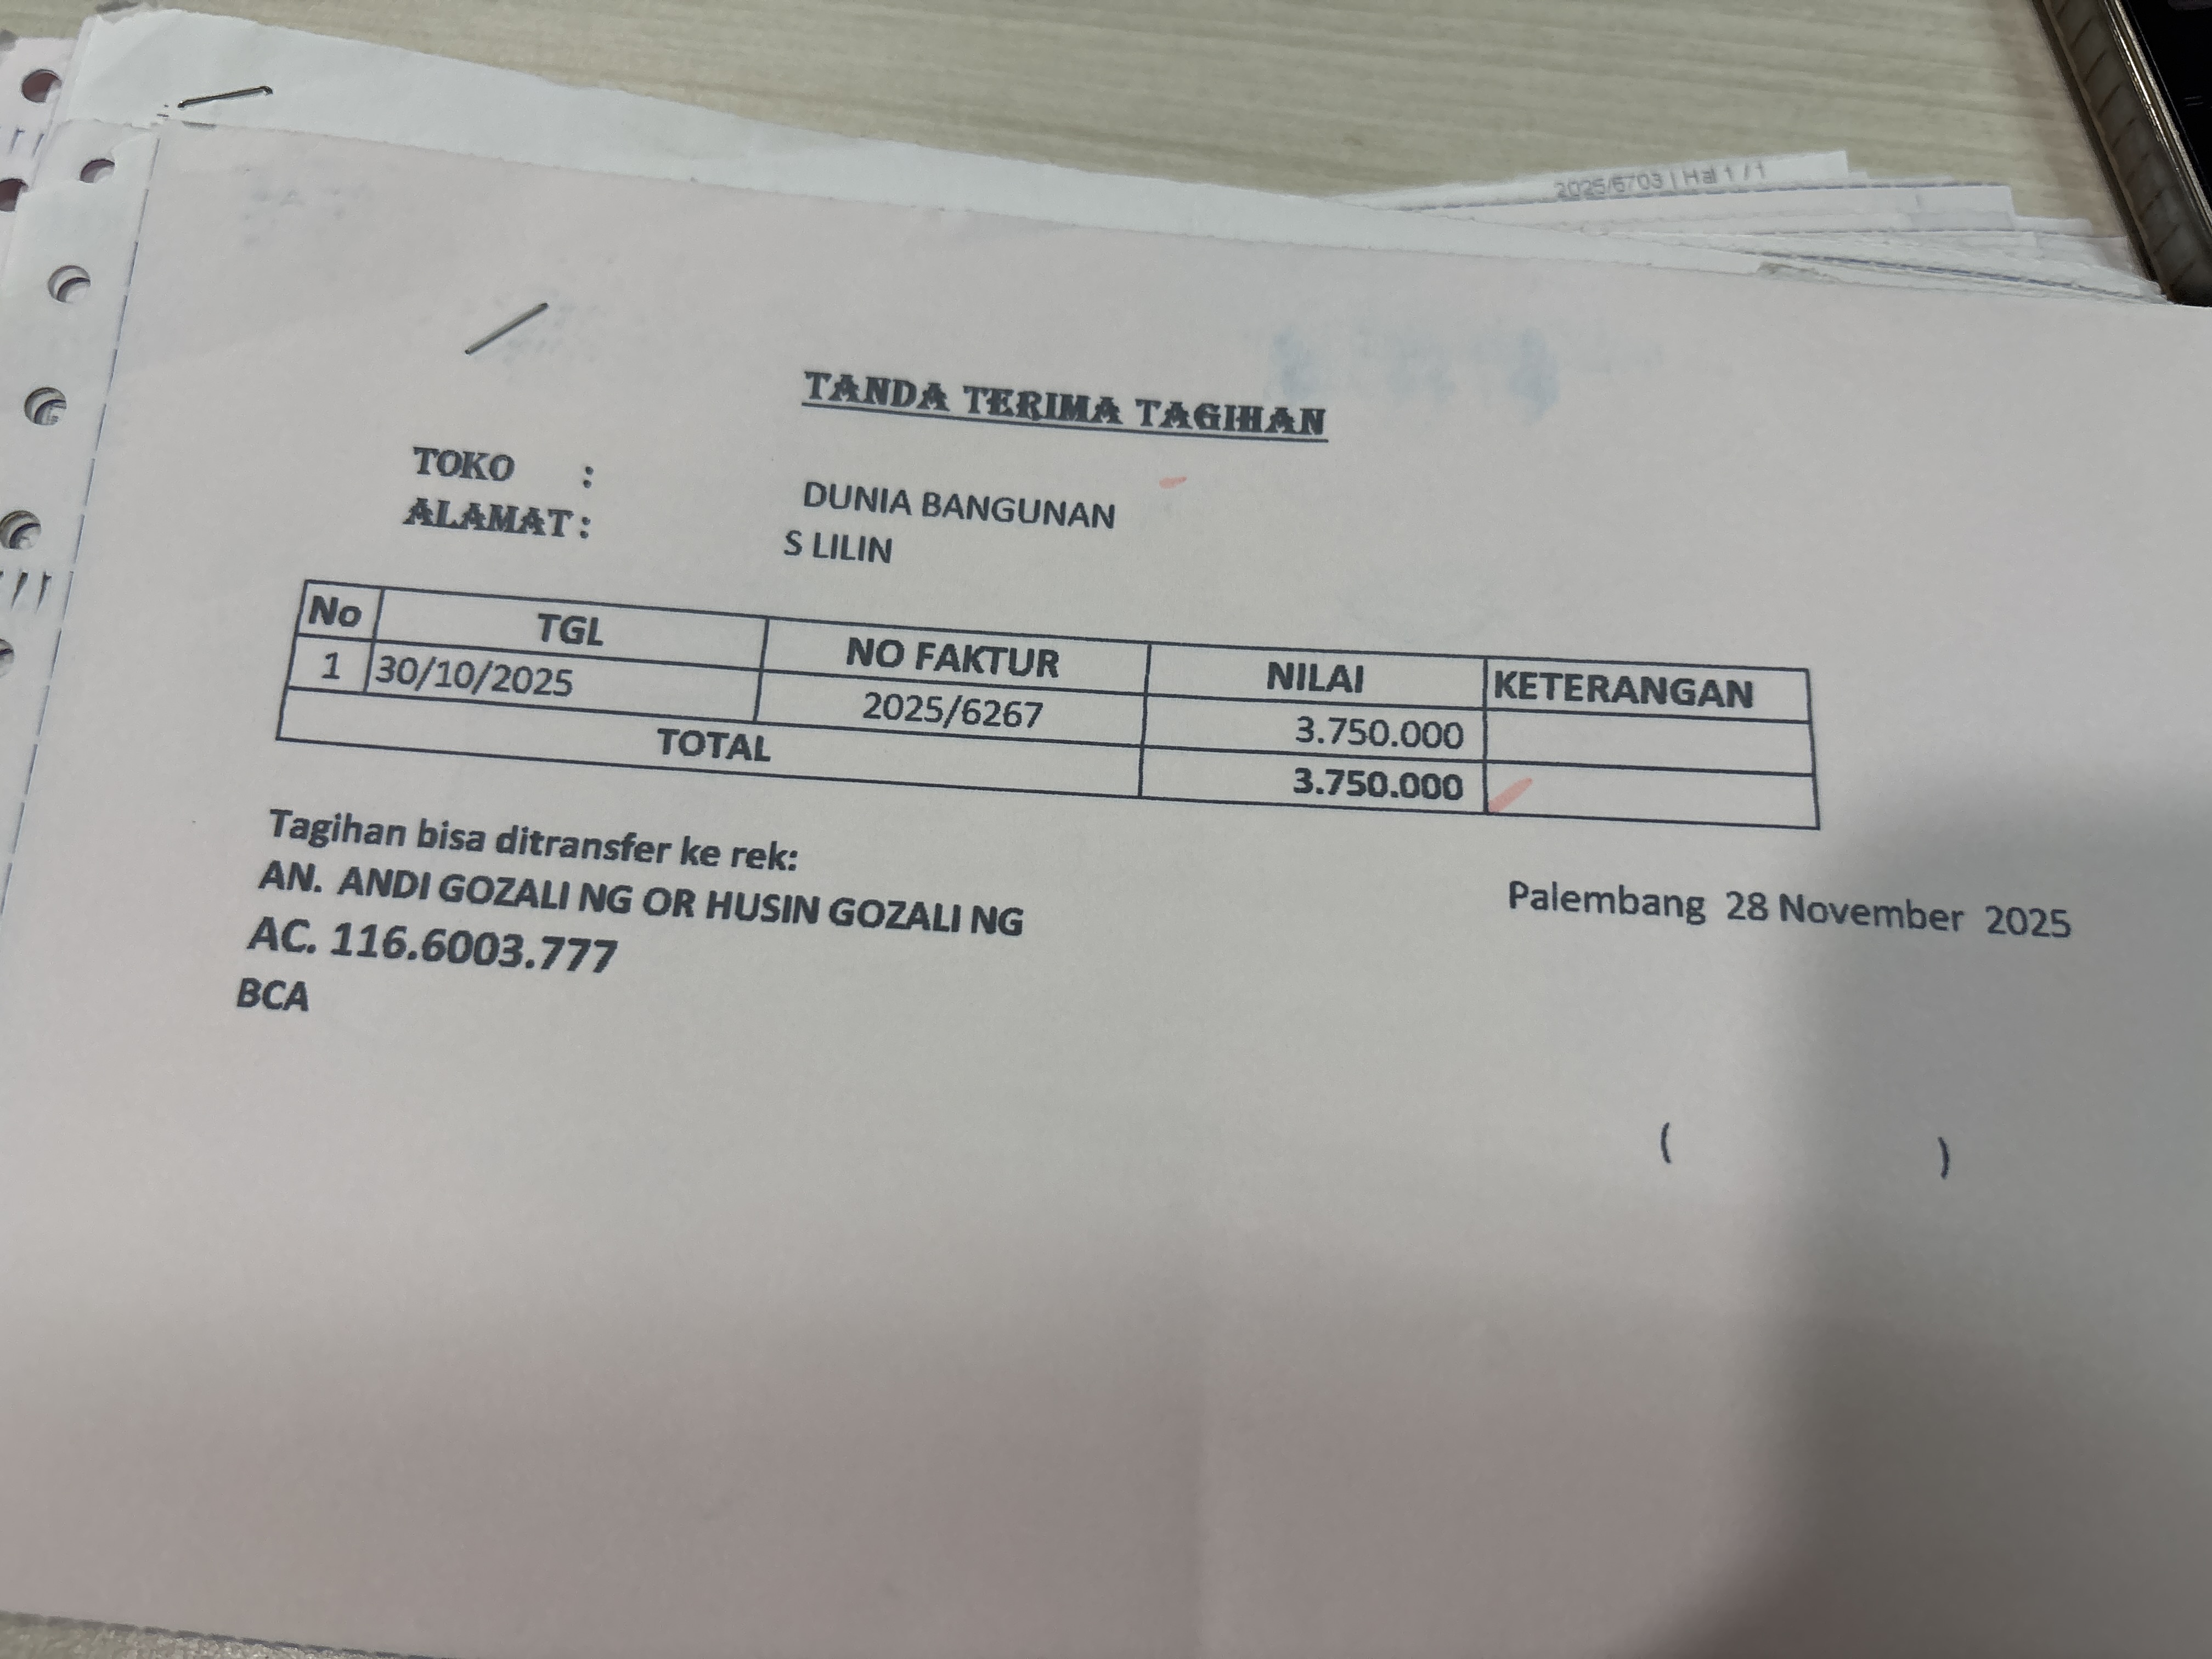 2025/6703 | Hal 1 / 1
TANDA TERIMA TAGIHAN
TOKO : DUNIA BANGUNAN
ALAMAT : S LILIN
No TGL NO FAKTUR NILAI KETERANGAN
1 30/10/2025 2025/6267 3.750.000
TOTAL 3.750.000
Tagihan bisa ditransfer ke rek:
AN. ANDI GOZALI NG OR HUSIN GOZALI NG
AC. 116.6003.777
BCA
Palembang 28 November 2025
( )